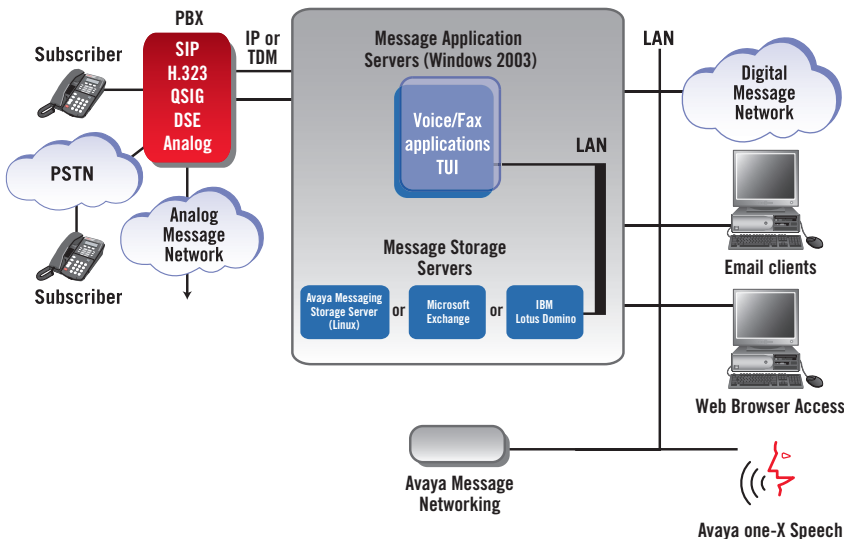 PBX
Subscriber
SIP
H.323
QSIG
DSE
Analog
IP or
TDM
PSTN
Analog
Message
Network
Subscriber
Message Application
Servers (Windows 2003)
Voice/Fax
applications
TUI
LAN
Message Storage
Servers
Avaya Messaging
Storage Server
(Linux)
or
Microsoft
Exchange
or
IBM
Lotus Domino
LAN
Digital
Message
Network
Email clients
Web Browser Access
Avaya Message
Networking
Avaya one-X Speech